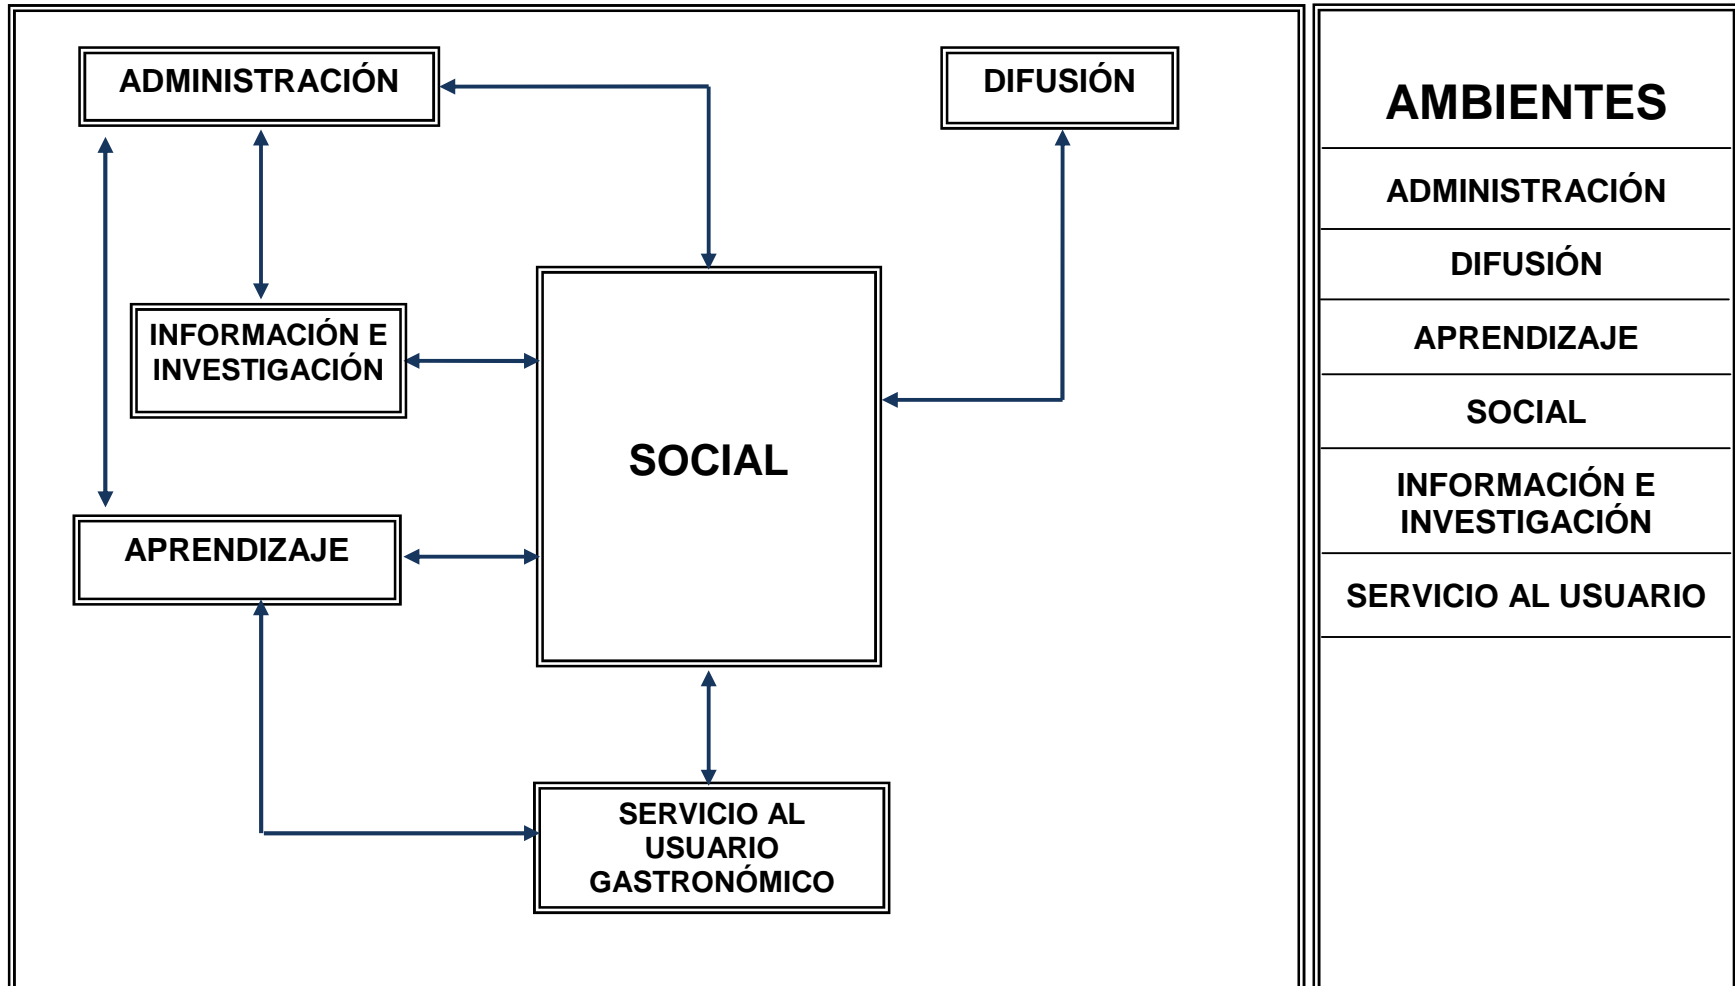 ADMINISTRACIÓN
DIFUSIÓN
INFORMACIÓN E
INVESTIGACIÓN
SOCIAL
APRENDIZAJE
SERVICIO AL
USUARIO
GASTRONÓMICO
AMBIENTES
ADMINISTRACIÓN
DIFUSIÓN
APRENDIZAJE
SOCIAL
INFORMACIÓN E
INVESTIGACIÓN
SERVICIO AL USUARIO